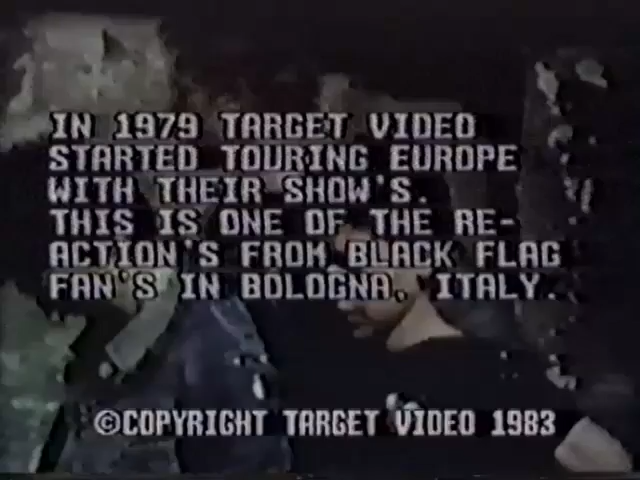 IN 1979 TARGET VIDEO
STARTED TOURING EUROPE
WITH THEIR SHOW'S.
THIS IS ONE OF THE RE-
ACTION'S FROM BLACK FLAG
FAN'S IN BOLOGNA, ITALY.
©COPYRIGHT TARGET VIDEO 1983